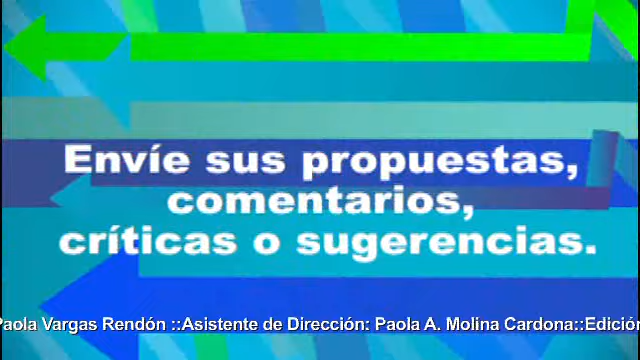 Envíe sus propuestas,
comentarios,
críticas o sugerencias.
Paola Vargas Rendón ::Asistente de Dirección: Paola A. Molina Cardona::Edición